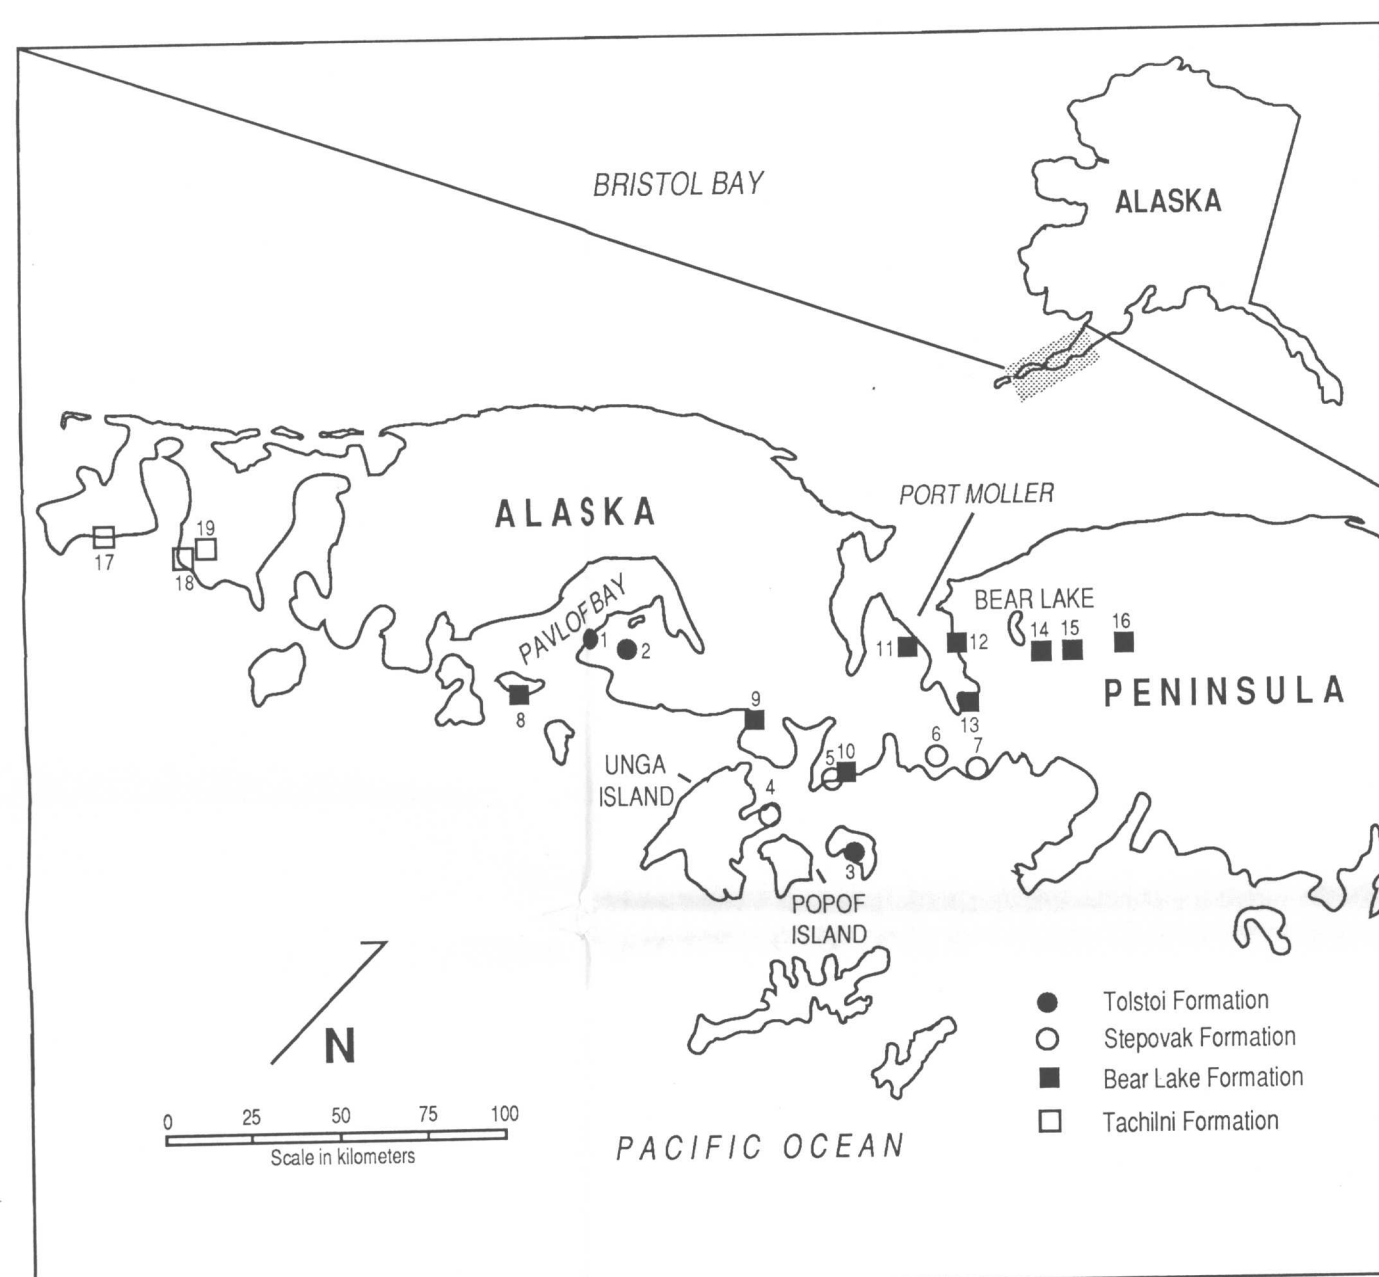 BRISTOL BAY
ALASKA
PORT MOLLER
ALASKA
19
17
18
BEAR LAKE
PAVLOF BAY
1
2
11
12
14
15
16
PENINSULA
8
9
13
6
7
5
10
UNGA
ISLAND
4
3
POPOF
ISLAND
N
Tolstoi Formation
Stepovak Formation
Bear Lake Formation
Tachilni Formation
0 25 50 75 100
Scale in kilometers
PACIFIC OCEAN